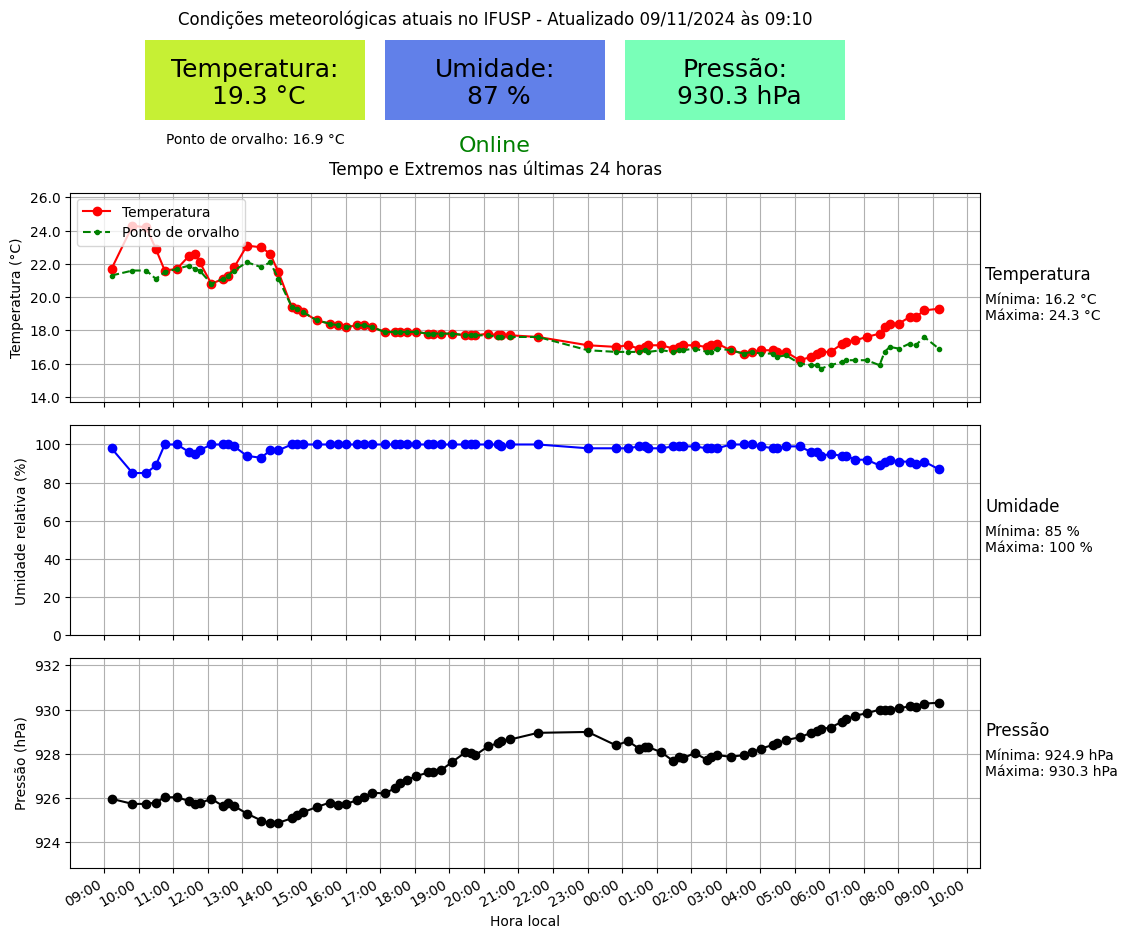 Condições meteorológicas atuais no IFUSP - Atualizado 09/11/2024 às 09:10
Temperatura:
19.3 °C
Umidade:
87 %
Pressão:
930.3 hPa
Ponto de orvalho: 16.9 °C
Online
Tempo e Extremos nas últimas 24 horas
Temperatura (°C)
26.0
24.0
22.0
20.0
18.0
16.0
14.0
Temperatura
Ponto de orvalho
Temperatura
Mínima: 16.2 °C
Máxima: 24.3 °C
Umidade relativa (%)
100
80
60
40
20
0
Umidade
Mínima: 85 %
Máxima: 100 %
Pressão (hPa)
932
930
928
926
924
Pressão
Mínima: 924.9 hPa
Máxima: 930.3 hPa
09:00
10:00
11:00
12:00
13:00
14:00
15:00
16:00
17:00
18:00
19:00
20:00
21:00
22:00
23:00
00:00
01:00
02:00
03:00
04:00
05:00
06:00
07:00
08:00
09:00
10:00
Hora local